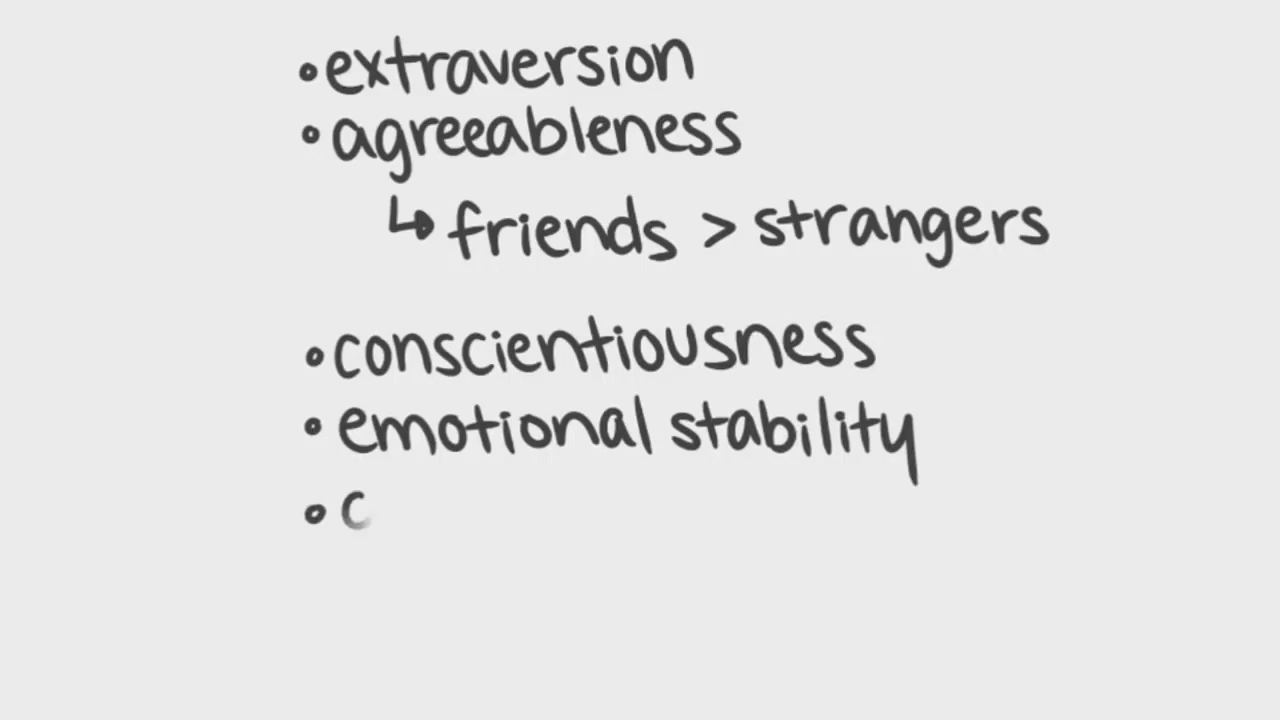 •extraversion
•agreeableness
↳ friends > strangers
•conscientiousness
•emotional stability
•c